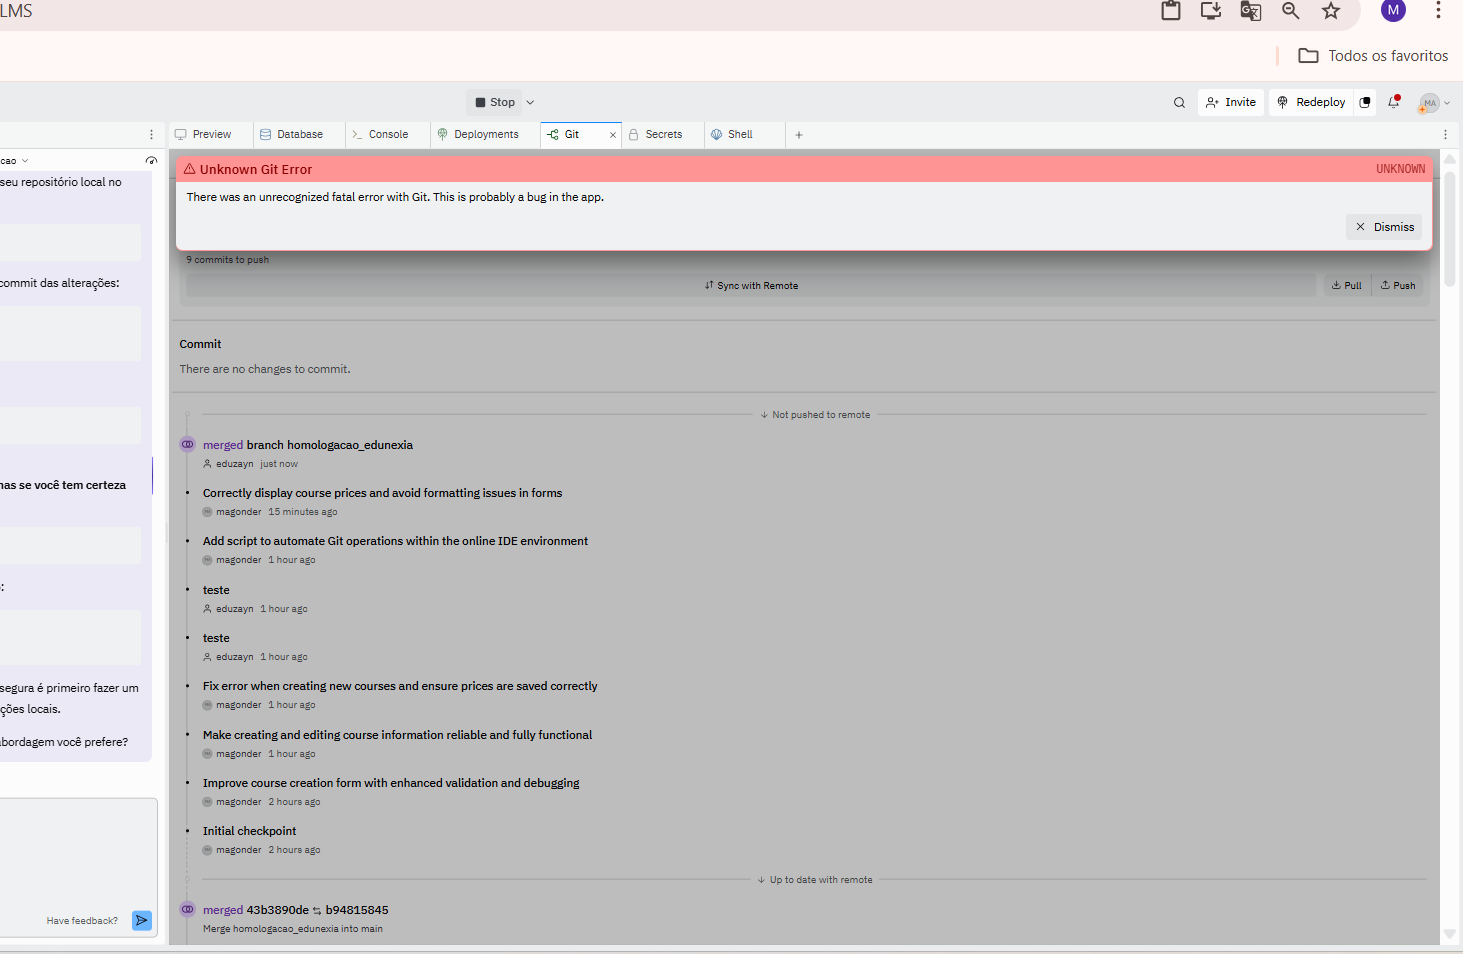 LMS
M
Todos os favoritos
Stop
Invite
Redeploy
MA
Preview
Database
Console
Deployments
Git
Secrets
Shell
cao
seu repositório local no
commit das alterações:
nas se você tem certeza
:
segura é primeiro fazer um
ções locais.
abordagem você prefere?
Have feedback?
Unknown Git Error
UNKNOWN
There was an unrecognized fatal error with Git. This is probably a bug in the app.
Dismiss
9 commits to push
Sync with Remote
Pull
Push
Commit
There are no changes to commit.
Not pushed to remote
merged branch homologacao_edunexia
eduzayn just now
Correctly display course prices and avoid formatting issues in forms
magonder 15 minutes ago
Add script to automate Git operations within the online IDE environment
magonder 1 hour ago
teste
eduzayn 1 hour ago
teste
eduzayn 1 hour ago
Fix error when creating new courses and ensure prices are saved correctly
magonder 1 hour ago
Make creating and editing course information reliable and fully functional
magonder 1 hour ago
Improve course creation form with enhanced validation and debugging
magonder 2 hours ago
Initial checkpoint
magonder 2 hours ago
Up to date with remote
merged 43b3890de ⇆ b94815845
Merge homologacao_edunexia into main